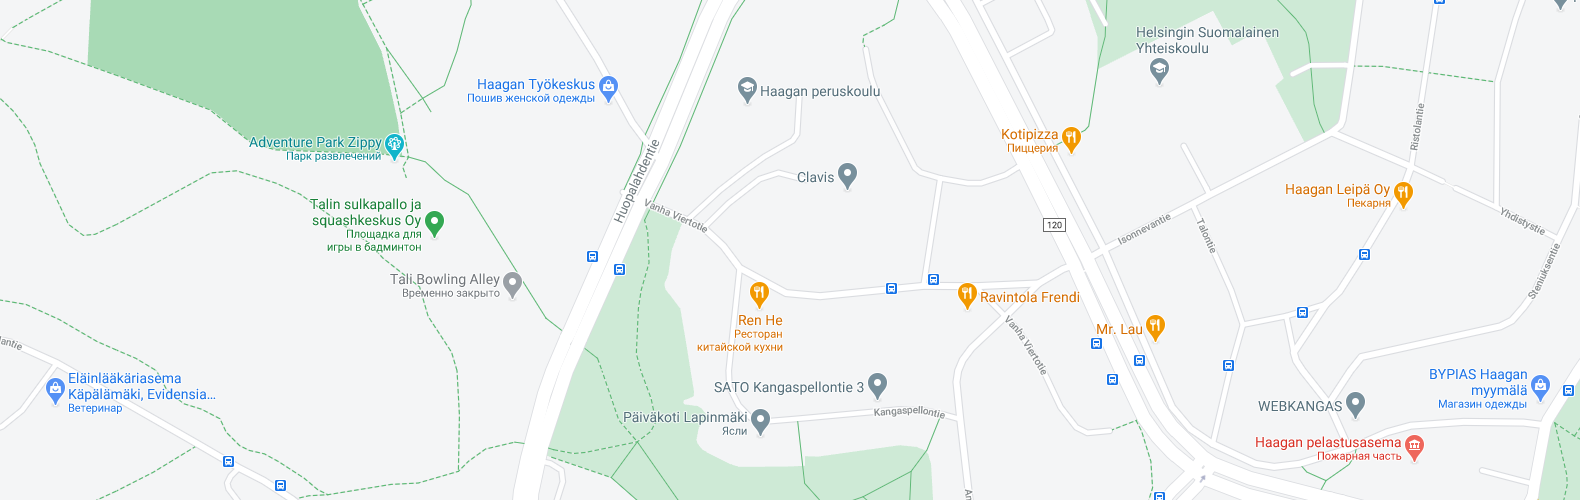 Helsingin Suomalainen
Yhteiskoulu
Haagan Työkeskus
Пошив женской одежды
Haagan peruskoulu
Ristolantie
Kotipizza
Пиццерия
Adventure Park Zippy
Парк развлечений
Huopalahdentie
Clavis
Haagan Leipä Oy
Пекарня
Talin sulkapallo ja
squashkeskus Oy
Площадка для
игры в бадминтон
Vanha Viertotie
120
Isonnevantie
Talontie
Yhdistystie
Steniuksentie
Tali Bowling Alley
Временно закрыто
Ravintola Frendi
Ren He
Ресторан
китайской кухни
Mr. Lau
Vanha Viertotie
lantie
Eläinlääkäriasema
Käpälämäki, Evidensia...
Ветеринар
SATO Kangaspellontie 3
BYPIAS Haagan
myymälä
Магазин одежды
WEBKANGAS
Päiväkoti Lapinmäki
Ясли
Kangaspellontie
Haagan pelastusasema
Пожарная часть